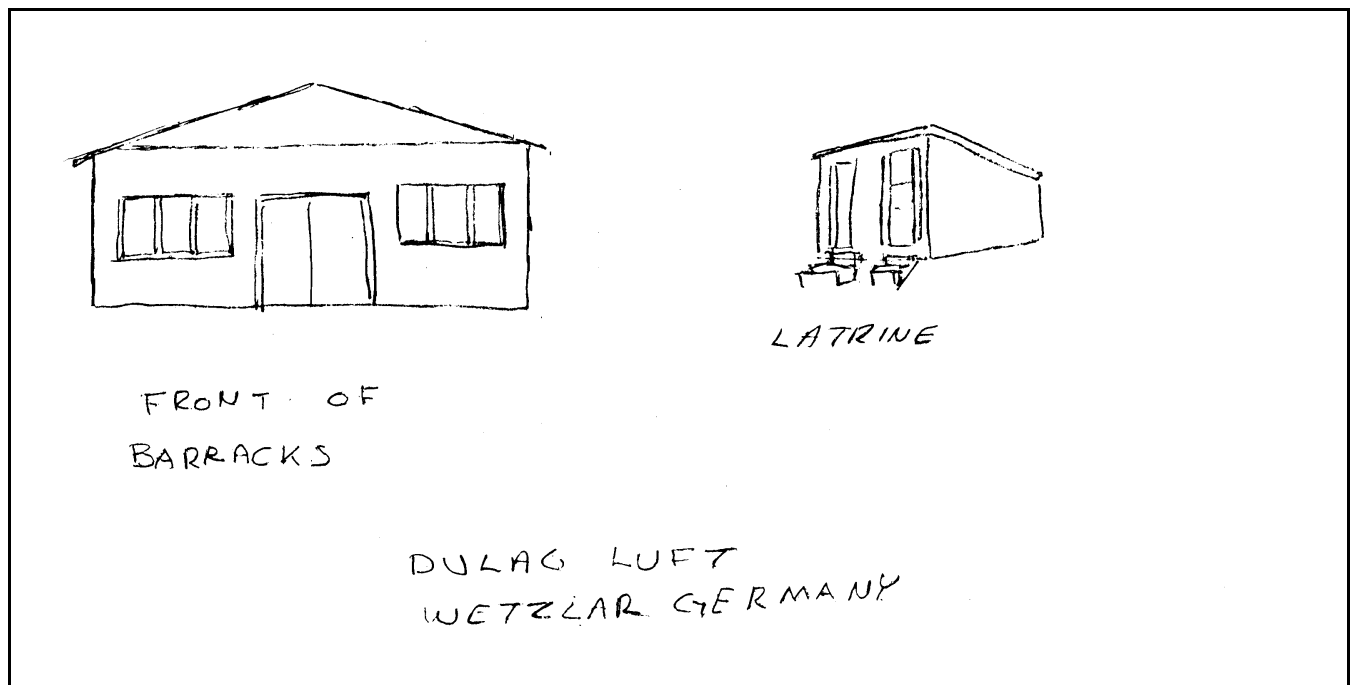 LATRINE
FRONT OF
BARRACKS
DULAG LUFT
WETZLAR GERMANY